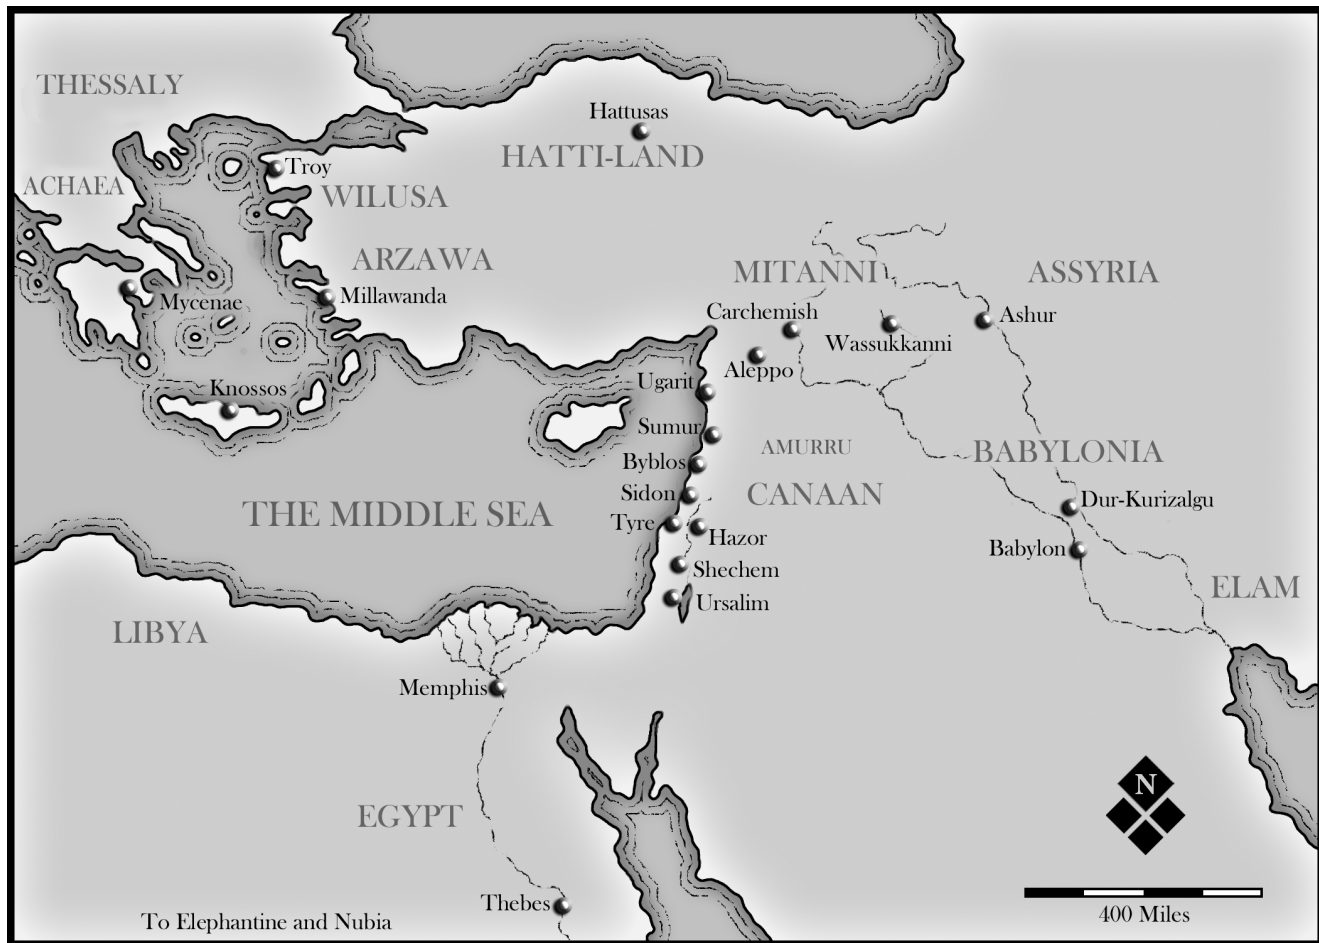 THESSALY
Hattusas
HATTI-LAND
Troy
ACHAEA
WILUSA
ARZAWA
MITANNI
ASSYRIA
Mycenae
Millawanda
Carchemish
Ashur
Wassukkanni
Aleppo
Knossos
Ugarit
Sumur
AMURRU
BABYLONIA
Byblos
Sidon
CANAAN
Dur-Kurizalgu
THE MIDDLE SEA
Tyre
Hazor
Babylon
Shechem
ELAM
Ursalim
LIBYA
Memphis
N
EGYPT
Thebes
400 Miles
To Elephantine and Nubia